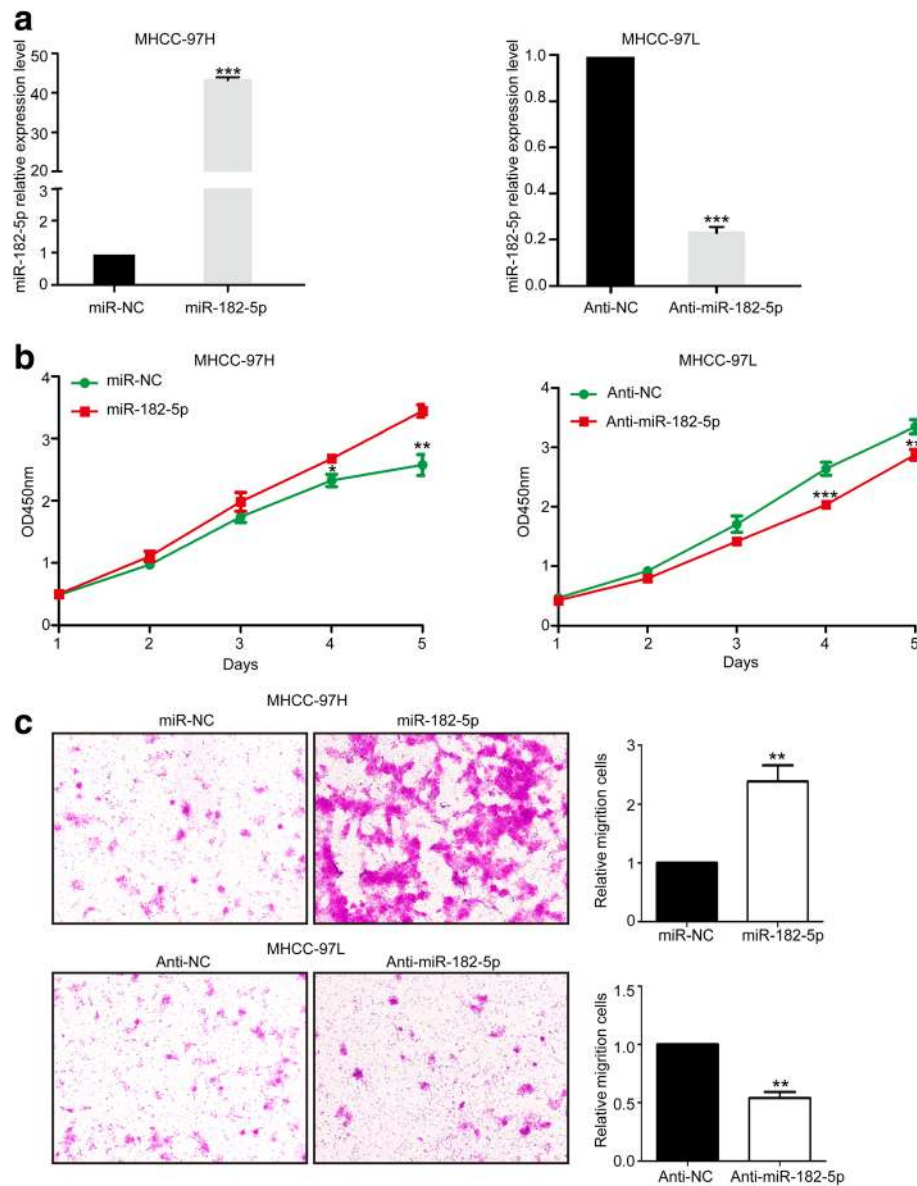 a
MHCC-97H
miR-182-5p relative expression level
50
40
30
20
3
2
1
0
***
miR-NC
miR-182-5p
MHCC-97L
miR-182-5p relative expression level
1.0
0.8
0.6
0.4
0.2
0.0
***
Anti-NC
Anti-miR-182-5p
b
MHCC-97H
miR-NC
miR-182-5p
OD450nm
4
3
2
1
0
*
**
1 2 3 4 5
Days
MHCC-97L
Anti-NC
Anti-miR-182-5p
OD450nm
4
3
2
1
0
***
**
1 2 3 4 5
Days
c
MHCC-97H
miR-NC
miR-182-5p
Relative migrition cells
3
2
1
0
**
miR-NC
miR-182-5p
MHCC-97L
Anti-NC
Anti-miR-182-5p
Relative migrition cells
1.5
1.0
0.5
0.0
**
Anti-NC
Anti-miR-182-5p